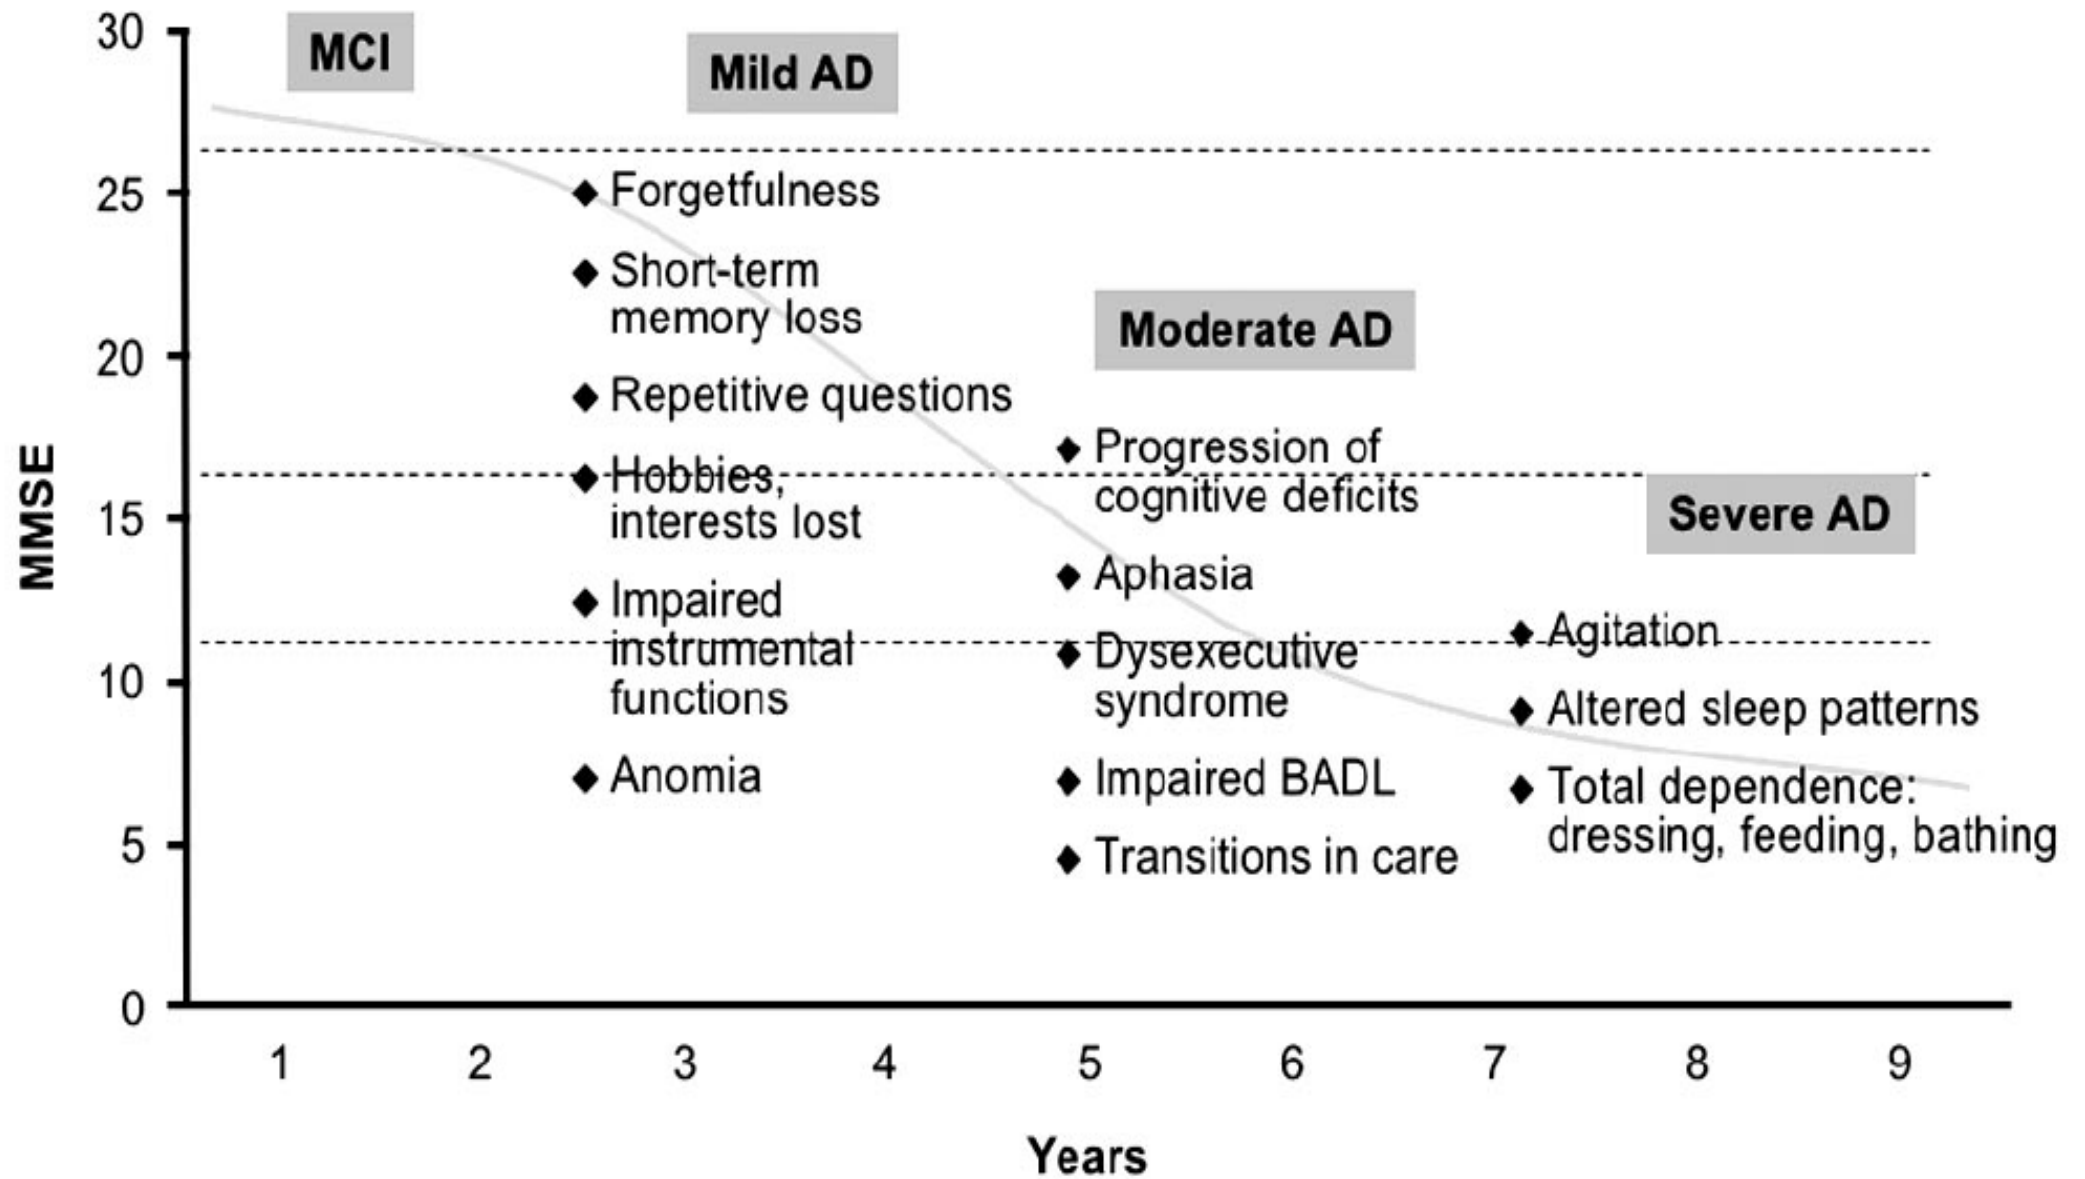 30
25
20
15
10
5
0
MMSE
MCI
Mild AD
◆ Forgetfulness
◆ Short-term
memory loss
◆ Repetitive questions
◆ Hobbies,
interests lost
◆ Impaired
instrumental
functions
◆ Anomia
Moderate AD
◆ Progression of
cognitive deficits
◆ Aphasia
◆ Dysexecutive
syndrome
◆ Impaired BADL
◆ Transitions in care
Severe AD
◆ Agitation
◆ Altered sleep patterns
◆ Total dependence:
dressing, feeding, bathing
1 2 3 4 5 6 7 8 9
Years